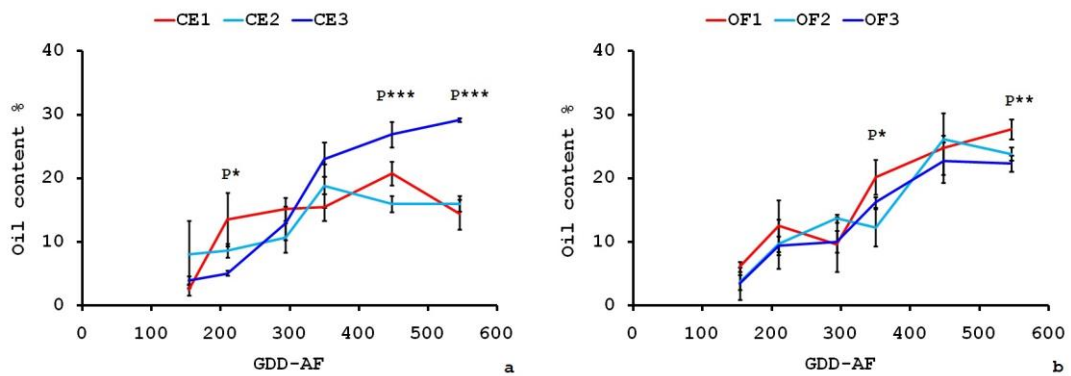 CE1 CE2 CE3
40
30
20
10
0
Oil content %
P*
P***
P***
0 100 200 300 400 500 600
GDD-AF
a
OF1 OF2 OF3
40
30
20
10
0
Oil content %
P*
P**
0 100 200 300 400 500 600
GDD-AF
b